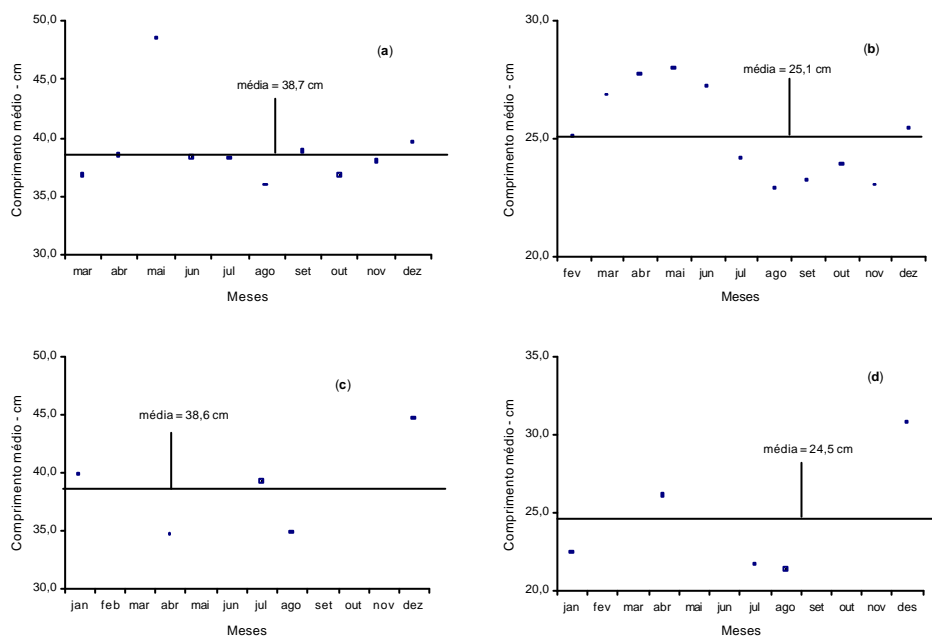 50,0
(a)
45,0
média = 38,7 cm
40,0
35,0
30,0
mar abr mai jun jul ago set out nov dez
Meses
Comprimento médio - cm
30,0
(b)
média = 25,1 cm
25,0
20,0
fev mar abr mai jun jul ago set out nov dez
Meses
Comprimento médio - cm
50,0
(c)
45,0
média = 38,6 cm
40,0
35,0
30,0
jan feb mar abr mai jun jul ago set out nov dez
Meses
Comprimento médio - cm
35,0
(d)
30,0
média = 24,5 cm
25,0
20,0
jan fev mar abr mai jun jul ago set out nov des
Meses
Comprimento médio - cm